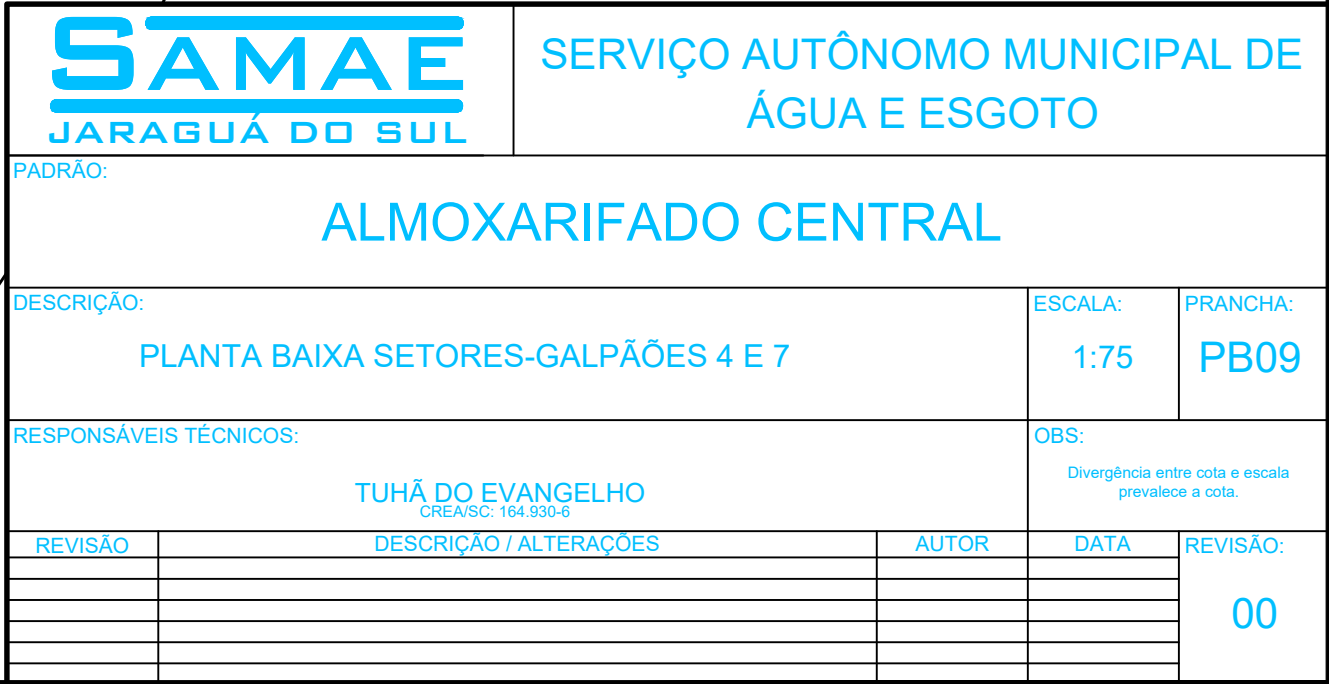 SAMAE
JARAGUÁ DO SUL
SERVIÇO AUTÔNOMO MUNICIPAL DE
ÁGUA E ESGOTO
PADRÃO:
ALMOXARIFADO CENTRAL
DESCRIÇÃO:
PLANTA BAIXA SETORES-GALPÃÕES 4 E 7
ESCALA:
1:75
PRANCHA:
PB09
RESPONSÁVEIS TÉCNICOS:
TUHÃ DO EVANGELHO
CREA/SC: 164.930-6
OBS:
Divergência entre cota e escala
prevalece a cota.
REVISÃO DESCRIÇÃO / ALTERAÇÕES AUTOR DATA
REVISÃO:
00